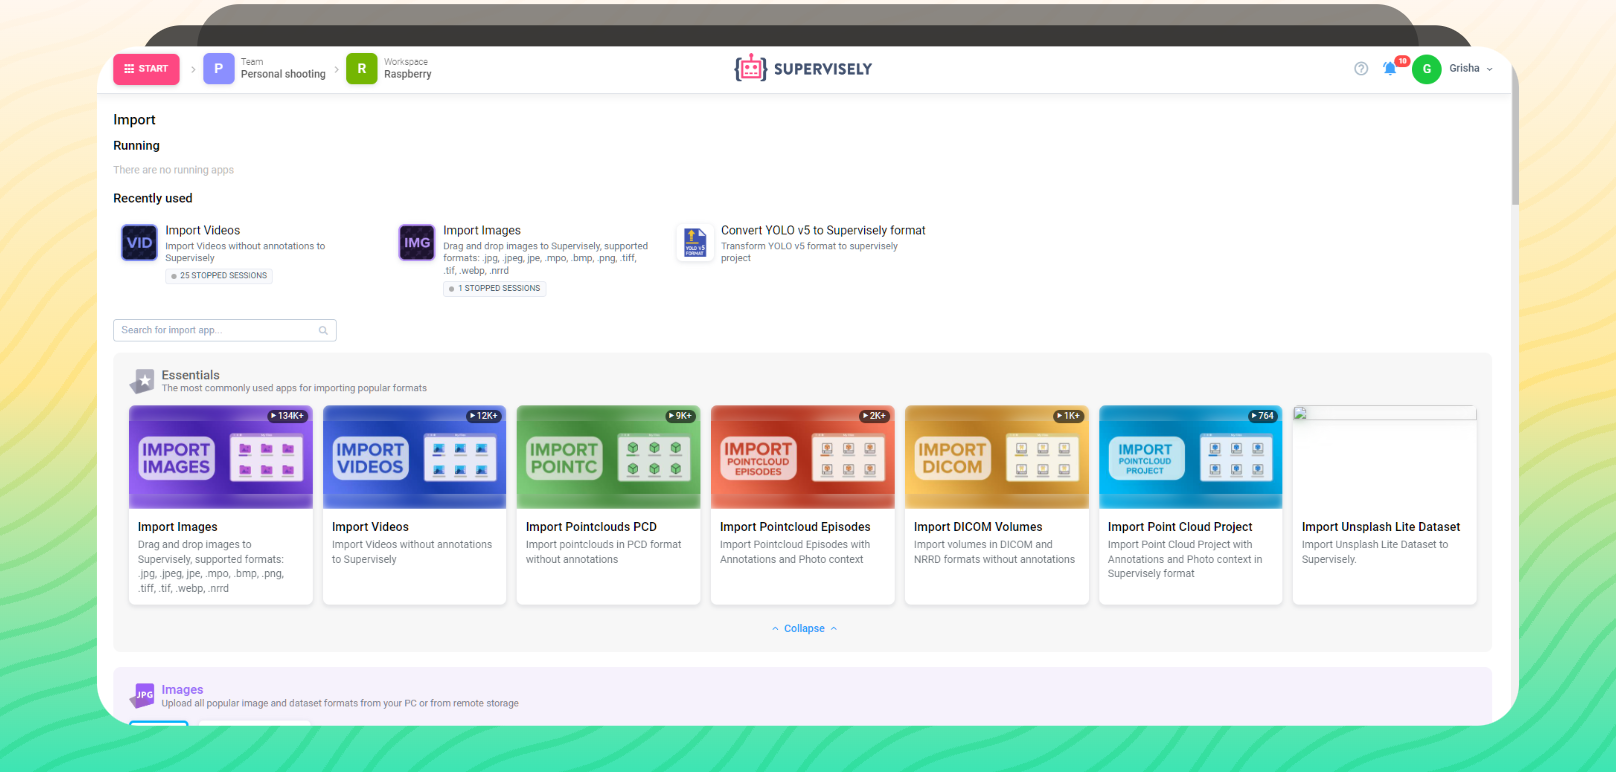 START
Team
Personal shooting
Workspace
Raspberry
P
R
SUPERVISELY
10
G
Grisha
Import
Running
There are no running apps
Recently used
VID
Import Videos
Import Videos without annotations to
Supervisely
25 STOPPED SESSIONS
IMG
Import Images
Drag and drop images to Supervisely, supported
formats: .jpg, .jpeg, jpe, .mpo, .bmp, .png, .tiff,
.tif, .webp, .nrrd
1 STOPPED SESSIONS
YOLO V5
FORMAT
Convert YOLO v5 to Supervisely format
Transform YOLO v5 format to supervisely
project
Search for import app...
Essentials
The most commonly used apps for importing popular formats
134K+
IMPORT
IMAGES
Import Images
Drag and drop images to
Supervisely, supported formats:
.jpg, .jpeg, jpe, .mpo, .bmp, .png,
.tiff, .tif, .webp, .nrrd
12K+
IMPORT
VIDEOS
Import Videos
Import Videos without annotations
to Supervisely
9K+
IMPORT
POINTC
Import Pointclouds PCD
Import pointclouds in PCD format
without annotations
2K+
IMPORT
POINTCLOUD
EPISODES
Import Pointcloud Episodes
Import Pointcloud Episodes with
Annotations and Photo context
1K+
IMPORT
DICOM
Import DICOM Volumes
Import volumes in DICOM and
NRRD formats without annotations
764
IMPORT
POINTCLOUD
PROJECT
Import Point Cloud Project
Import Point Cloud Project with
Annotations and Photo context in
Supervisely format
Import Unsplash Lite Dataset
Import Unsplash Lite Dataset to
Supervisely.
Collapse
JPG
Images
Upload all popular image and dataset formats from your PC or from remote storage